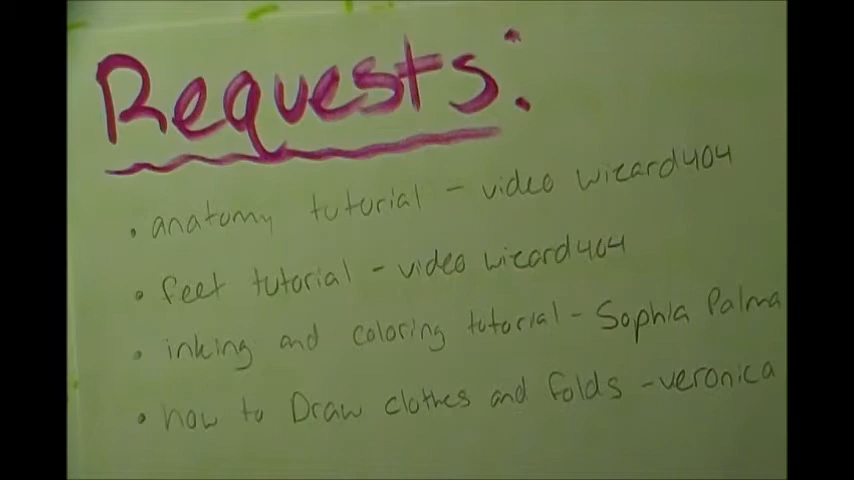 Requests:
• anatomy tutorial - video wizard404
• feet tutorial - video wizard404
• inking and coloring tutorial - Sophia Palma
• how to Draw clothes and folds - veronica